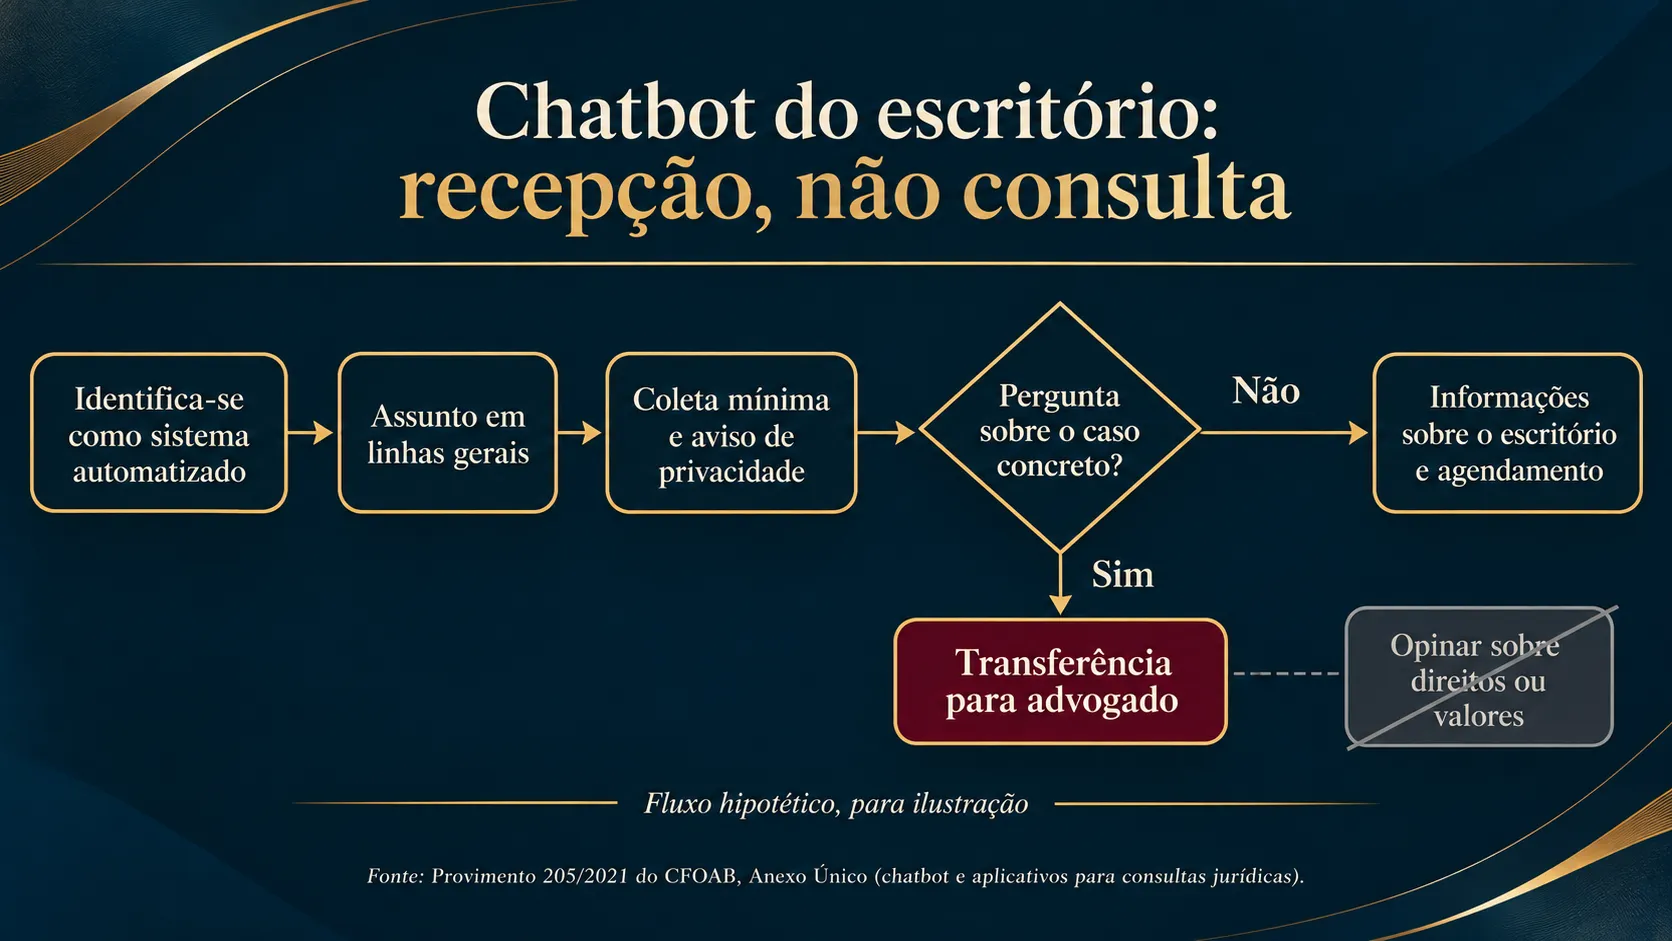 Chatbot do escritório:
recepção, não consulta
Identifica-se
como sistema
automatizado
Assunto em
linhas gerais
Coleta mínima
e aviso de
privacidade
Pergunta
sobre o caso
concreto?
Não
Informações
sobre o escritório
e agendamento
Sim
Transferência
para advogado
Opinar sobre
direitos ou
valores
Fluxo hipotético, para ilustração
Fonte: Provimento 205/2021 do CFOAB, Anexo Único (chatbot e aplicativos para consultas jurídicas).